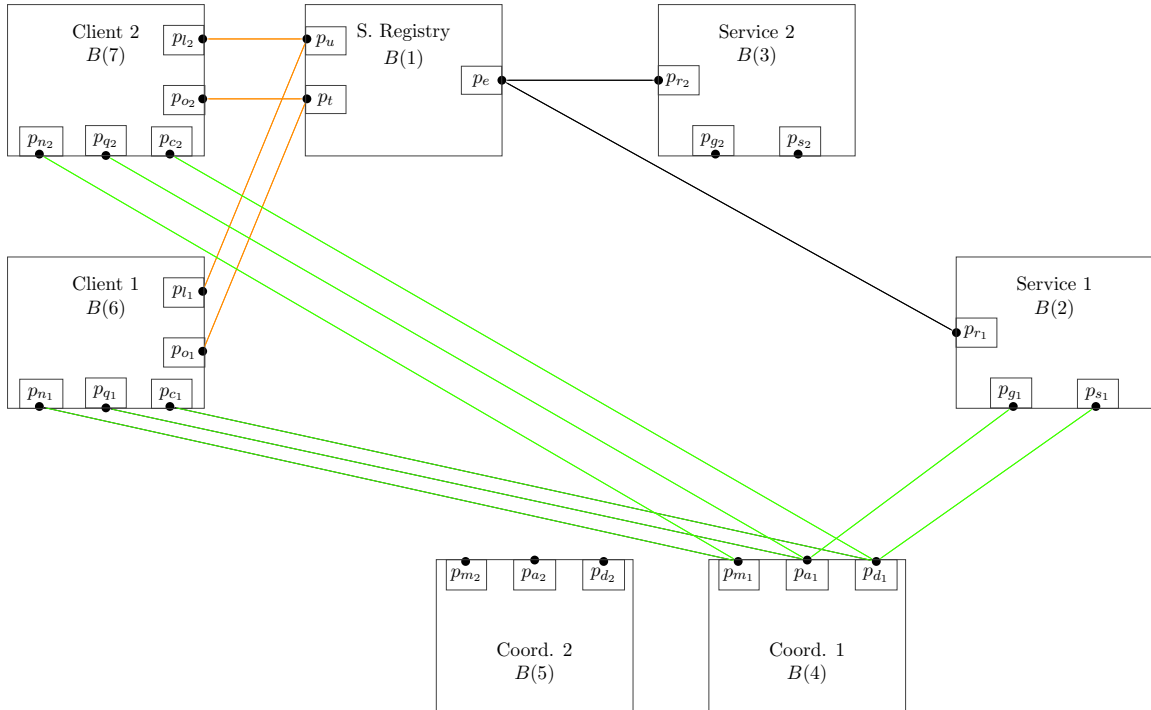 Client 2
B(7)
p_{l_2}
p_{o_2}
p_{n_2}
p_{q_2}
p_{c_2}
S. Registry
B(1)
p_u
p_t
p_e
Service 2
B(3)
p_{r_2}
p_{g_2}
p_{s_2}
Client 1
B(6)
p_{l_1}
p_{o_1}
p_{n_1}
p_{q_1}
p_{c_1}
Service 1
B(2)
p_{r_1}
p_{g_1}
p_{s_1}
p_{m_2}
p_{a_2}
p_{d_2}
Coord. 2
B(5)
p_{m_1}
p_{a_1}
p_{d_1}
Coord. 1
B(4)